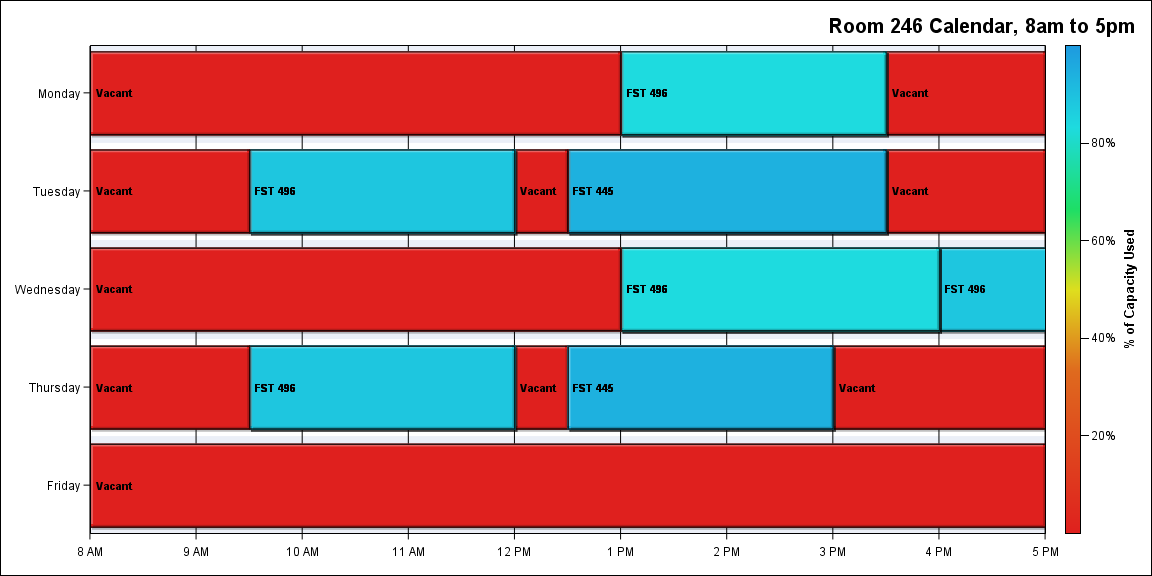 Room 246 Calendar, 8am to 5pm
Monday
Vacant
FST 496
Vacant
Tuesday
Vacant
FST 496
Vacant
FST 445
Vacant
Wednesday
Vacant
FST 496
FST 496
Thursday
Vacant
FST 496
Vacant
FST 445
Vacant
Friday
Vacant
8 AM
9 AM
10 AM
11 AM
12 PM
1 PM
2 PM
3 PM
4 PM
5 PM
80%
60%
40%
20%
% of Capacity Used